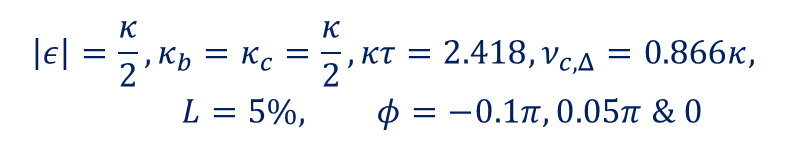 |ϵ| = κ/2, κ_b = κ_c = κ/2, κτ = 2.418, ν_{c,Δ} = 0.866κ,
L = 5%, ϕ = −0.1π, 0.05π & 0